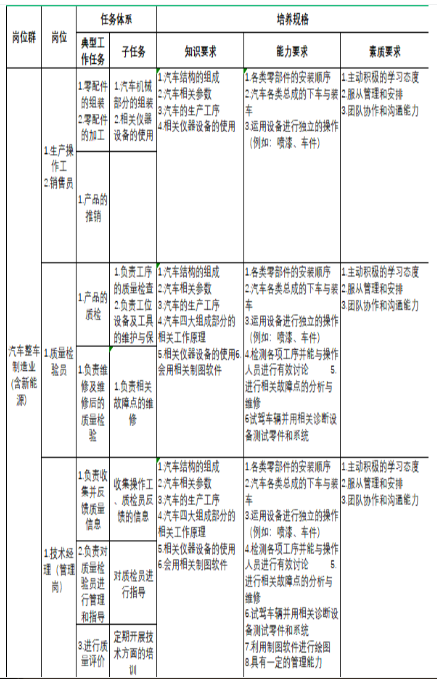 岗位群
岗位
任务体系
培养规格
典型工
作任务
子任务
知识要求
能力要求
素质要求
汽车整车
制造业
(含新能
源)
1.生产操
作工
2.销售员
1.零配件
的组装
2.零配件
的加工
1.汽车机械
部分的组装
2.相关仪器
设备的使用
1.产品的
推销
1.汽车结构的组成
2.汽车相关参数
3.汽车的生产工序
4.相关仪器设备的使用
1.各类零部件的安装顺序
2.汽车各类总成的下车与装
车
3.运用设备进行独立的操作
(例如：喷漆、车件)
1.主动积极的学习态度
2.服从管理和安排
3.团队协作和沟通能力
1.质量检
验员
1.产品的
质检
1.负责工序
的质量检查
2.负责工位
设备及工具
的维护与保
1.负责维
修及维
修后的
质量检
验
1.负责相关
故障点的维
修
1.汽车结构的组成
2.汽车相关参数
3.汽车的生产工序
4.汽车四大组成部分的
相关工作原理
5.相关仪器设备的使用6.
会用相关制图软件
1.各类零部件的安装顺序
2.汽车各类总成的下车与装
车
3.运用设备进行独立的操作
(例如：喷漆、车件)
4.检测各项工序并能与操作
人员进行有效讨论 5.
进行相关故障点的分析与
维修
6试驾车辆并用相关诊断设
备测试零件和系统
1.主动积极的学习态度
2.服从管理和安排
3.团队协作和沟通能力
1.技术经
理（管理
岗）
1.负责收
集并反
馈质量
信息
收集操作工
、质检员反
馈的信息
2.负责对
质量检
验员进
行管理
和指导
对质检员进
行指导
3.进行质
量评价
定期开展技
术方面的培
训
1.汽车结构的组成
2.汽车相关参数
3.汽车的生产工序
4.汽车四大组成部分的
相关工作原理
5.相关仪器设备的使用
6.会用相关制图软件
1.各类零部件的安装顺序
2.汽车各类总成的下车与装
车
3.运用设备进行独立的操作
(例如：喷漆、车件)
4.检测各项工序并能与操作
人员进行有效讨论 5.
进行相关故障点的分析与
维修
6.试驾车辆并用相关诊断设
备测试零件和系统
7.利用制图软件进行绘图
8.具有一定的管理能力
1.主动积极的学习态度
2.服从管理和安排
3.团队协作和沟通能力